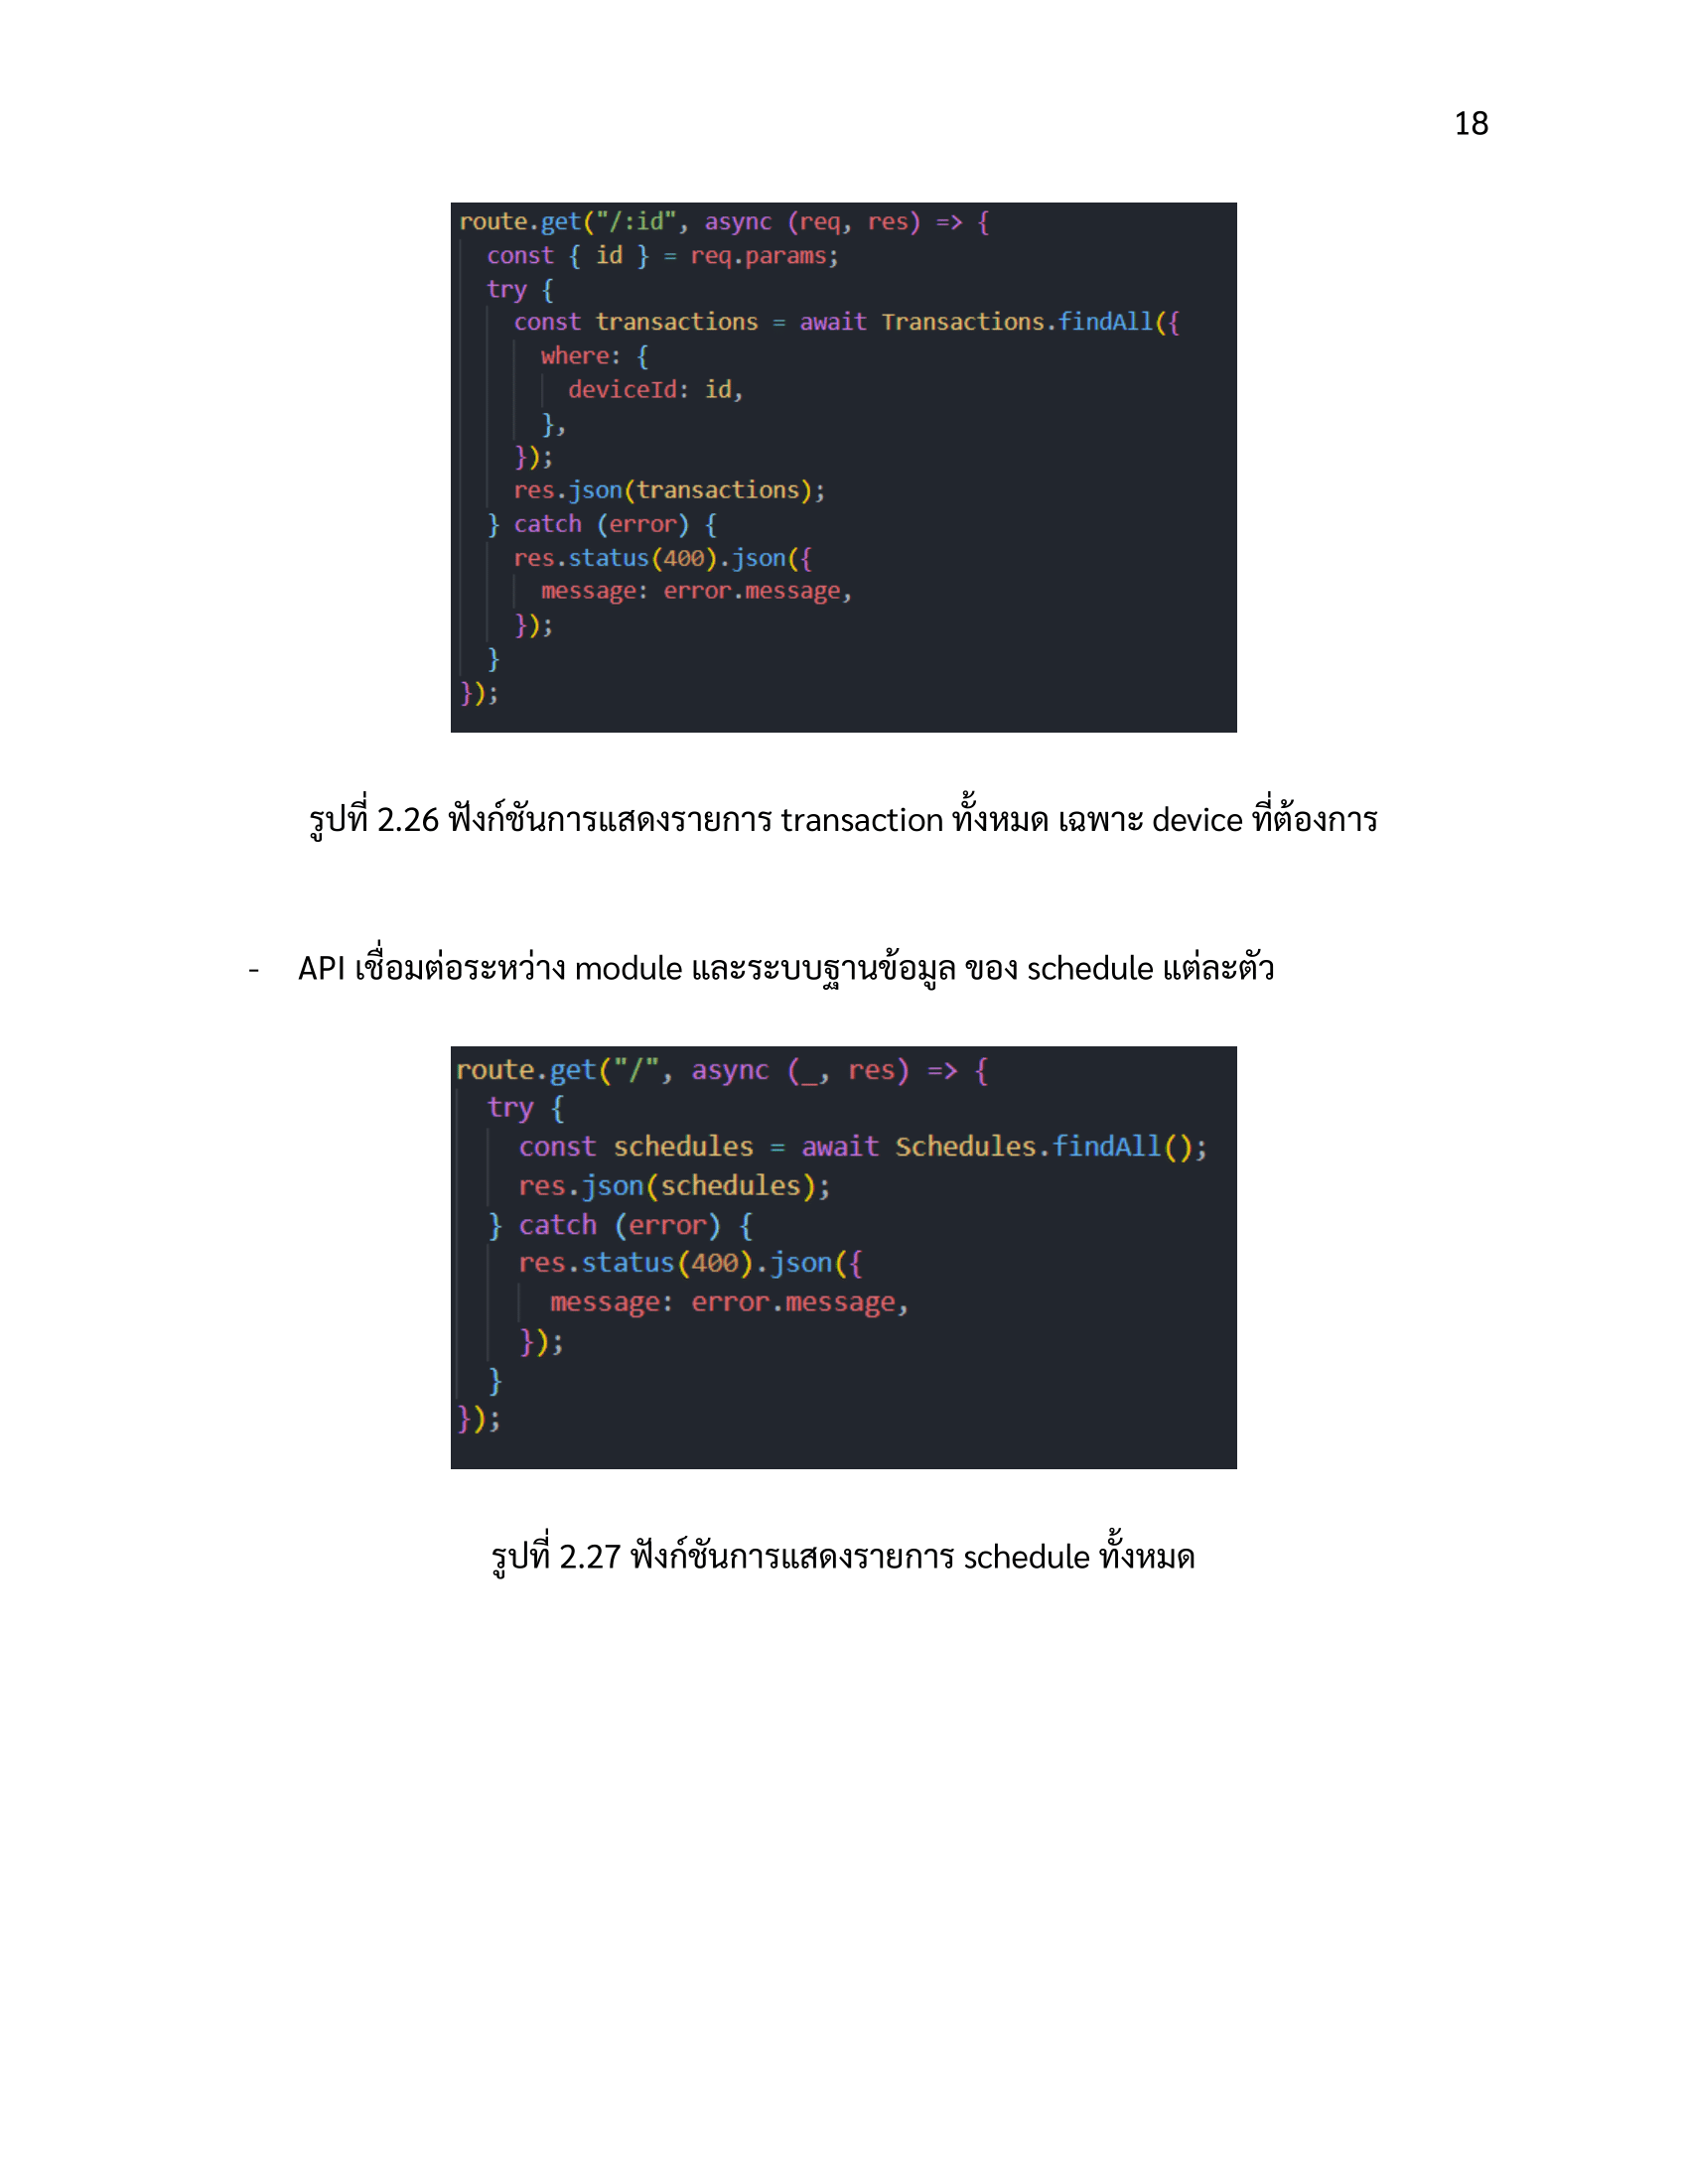 18
route.get("/:id", async (req, res) => {
  const { id } = req.params;
  try {
    const transactions = await Transactions.findAll({
      where: {
        deviceId: id,
      },
    });
    res.json(transactions);
  } catch (error) {
    res.status(400).json({
      message: error.message,
    });
  }
});
รูปที่ 2.26 ฟังก์ชันการแสดงรายการ transaction ทั้งหมด เฉพาะ device ที่ต้องการ
- API เชื่อมต่อระหว่าง module และระบบฐานข้อมูล ของ schedule แต่ละตัว
route.get("/", async (_, res) => {
  try {
    const schedules = await Schedules.findAll();
    res.json(schedules);
  } catch (error) {
    res.status(400).json({
      message: error.message,
    });
  }
});
รูปที่ 2.27 ฟังก์ชันการแสดงรายการ schedule ทั้งหมด